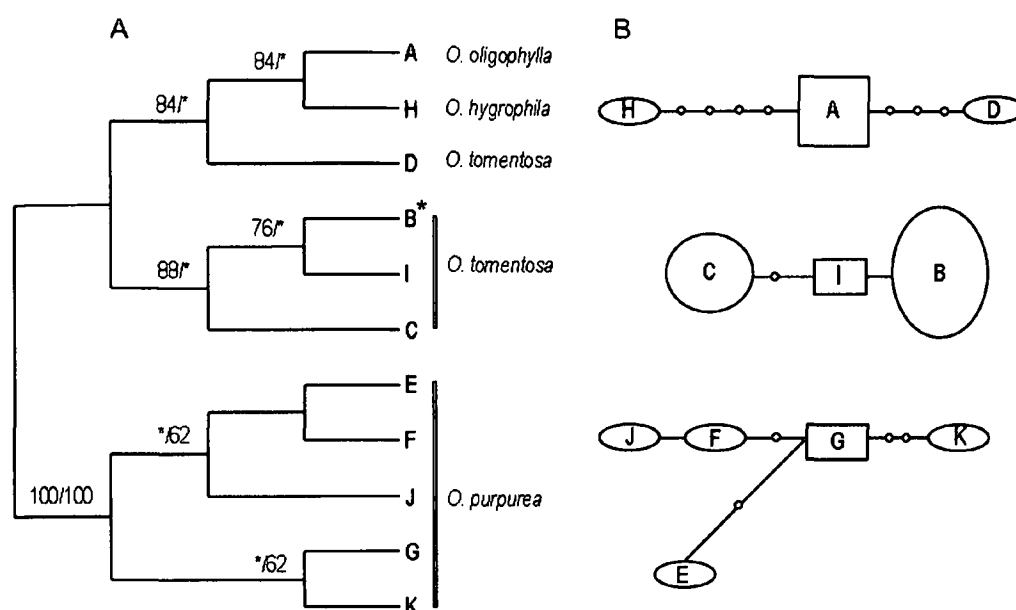 A
B
84/*
A
O. oligophylla
84/*
H
O. hygrophila
H
A
D
D
O. tomentosa
76/*
B*
88/*
I
O. tomentosa
C
C
I
B
E
*/62
F
J
F
G
K
100/100
J
O. purpurea
*/62
G
K
E